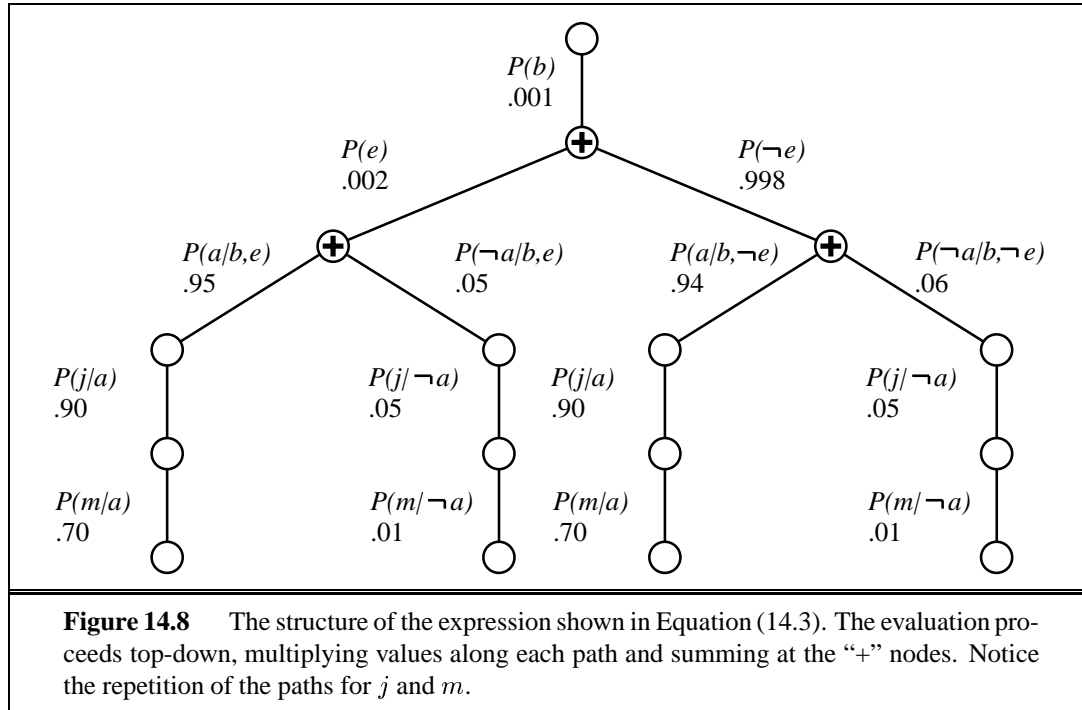 P(b)
.001
P(e)
.002
P(¬e)
.998
P(a/b,e)
.95
P(¬a/b,e)
.05
P(a/b,¬e)
.94
P(¬a/b,¬e)
.06
P(j/a)
.90
P(j/¬a)
.05
P(j/a)
.90
P(j/¬a)
.05
P(m/a)
.70
P(m/¬a)
.01
P(m/a)
.70
P(m/¬a)
.01
Figure 14.8 The structure of the expression shown in Equation (14.3). The evaluation pro-
ceeds top-down, multiplying values along each path and summing at the “+” nodes. Notice
the repetition of the paths for j and m.